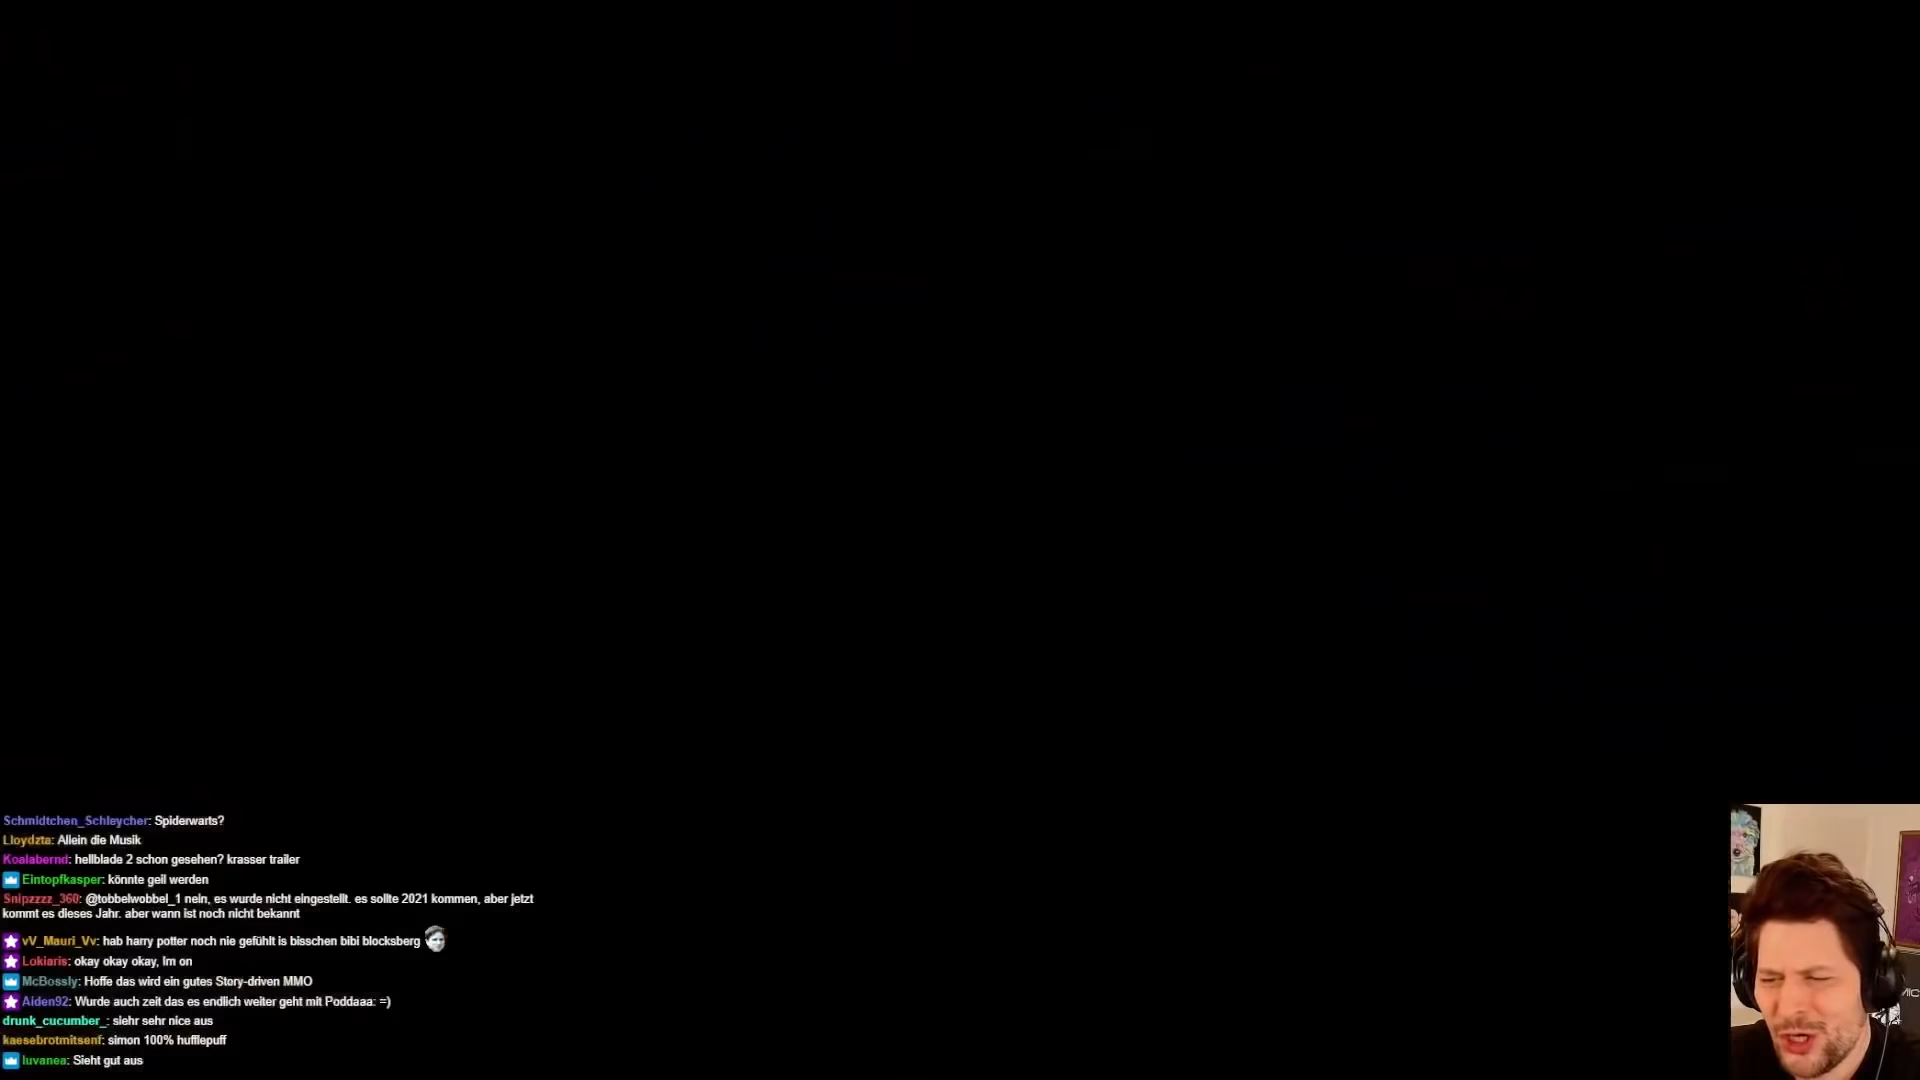 Schmidtchen_Schleycher: Spiderwarts?
Lloydzta: Allein die Musik
Koalabernd: hellblade 2 schon gesehen? krasser trailer
Eintopfkasper: könnte geil werden
Snipzzzz_360: @tobbelwobbel_1 nein, es wurde nicht eingestellt. es sollte 2021 kommen, aber jetzt
kommt es dieses Jahr. aber wann ist noch nicht bekannt
vV_Mauri_Vv: hab harry potter noch nie gefühlt is bisschen bibi blocksberg
Lokiaris: okay okay okay, Im on
McBossly: Hoffe das wird ein gutes Story-driven MMO
Aiden92: Wurde auch zeit das es endlich weiter geht mit Poddaaa: =)
drunk_cucumber_: siehr sehr nice aus
kaesebrotmitsenf: simon 100% hufflepuff
luvanea: Sieht gut aus